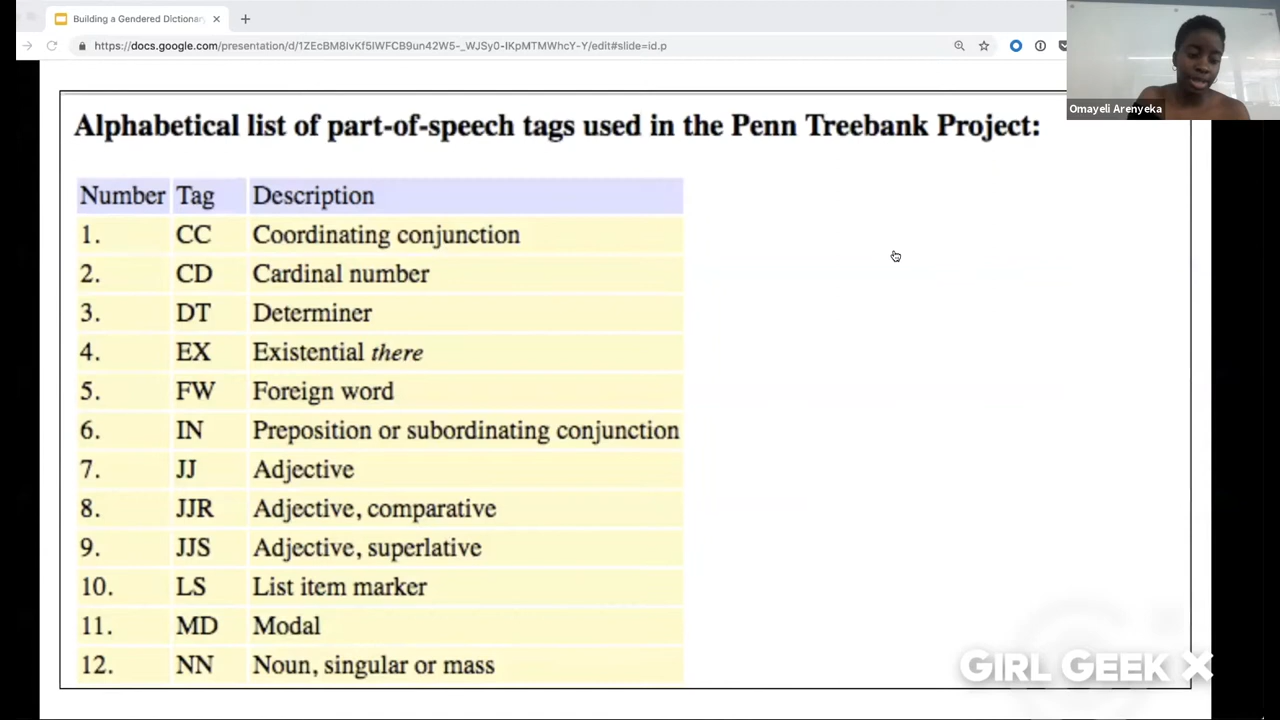 Building a Gendered Dictionar
https://docs.google.com/presentation/d/1ZEcBM8IvKf5IWFCB9un42W5-_WJSy0-IKpMTMWhcY-Y/edit#slide=id.p
Omayeli Arenyeka
Alphabetical list of part-of-speech tags used in the Penn Treebank Project:
Number Tag Description
1. CC Coordinating conjunction
2. CD Cardinal number
3. DT Determiner
4. EX Existential there
5. FW Foreign word
6. IN Preposition or subordinating conjunction
7. JJ Adjective
8. JJR Adjective, comparative
9. JJS Adjective, superlative
10. LS List item marker
11. MD Modal
12. NN Noun, singular or mass
GIRL GEEK X